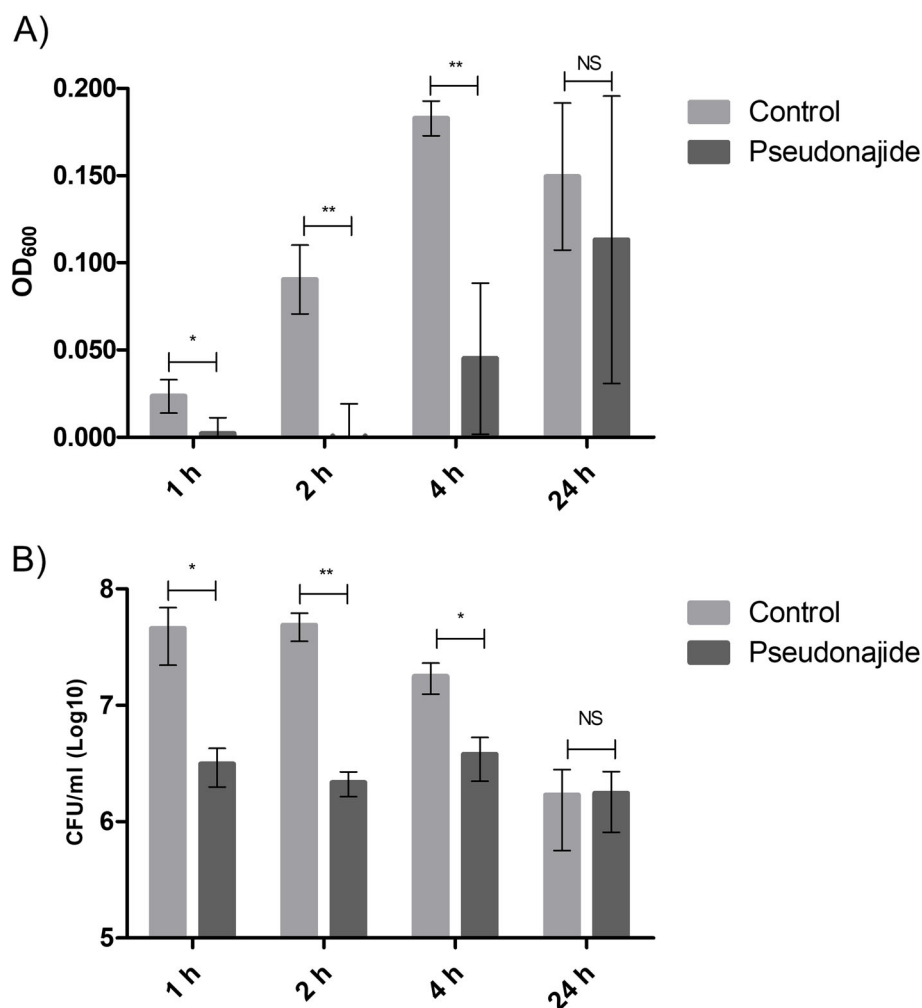 A)
OD600
0.200
0.150
0.100
0.050
0.000
*
**
**
NS
1 h
2 h
4 h
24 h
Control
Pseudonajide
B)
CFU/ml (Log10)
8
7
6
5
*
**
*
NS
1 h
2 h
4 h
24 h
Control
Pseudonajide